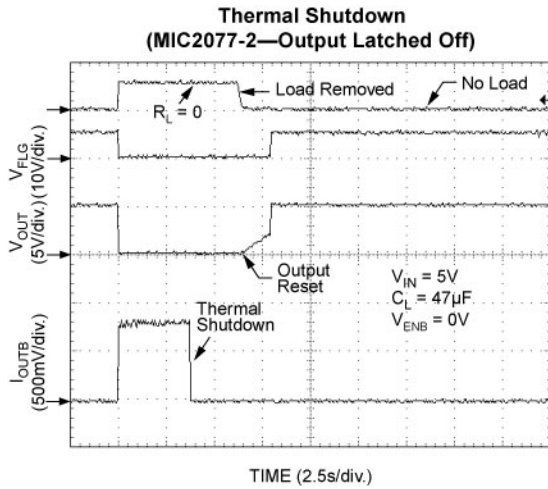 Thermal Shutdown
(MIC2077-2—Output Latched Off)
Load Removed
No Load
RL = 0
VFLG
(10V/div.)
VOUT
(5V/div.)
Output
Reset
VIN = 5V
CL = 47µF
VENB = 0V
Thermal
Shutdown
IOUTB
(500mV/div.)
TIME (2.5s/div.)